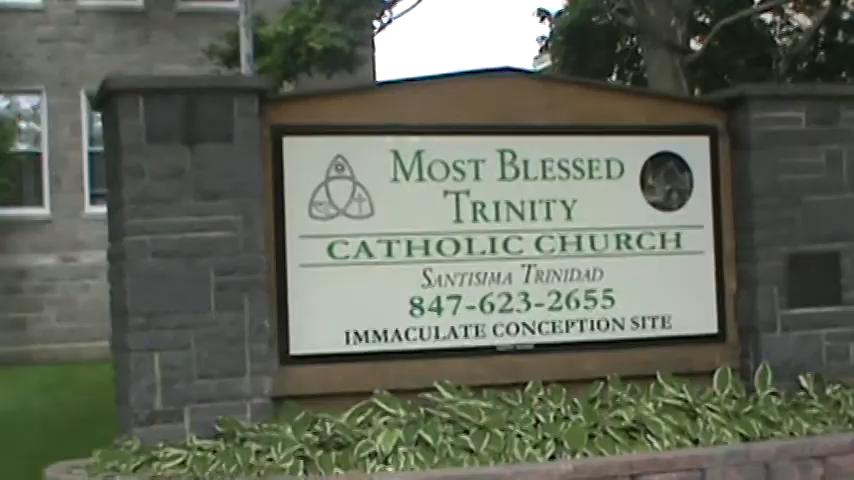 MOST BLESSED
TRINITY
CATHOLIC CHURCH
SANTISIMA TRINIDAD
847-623-2655
IMMACULATE CONCEPTION SITE